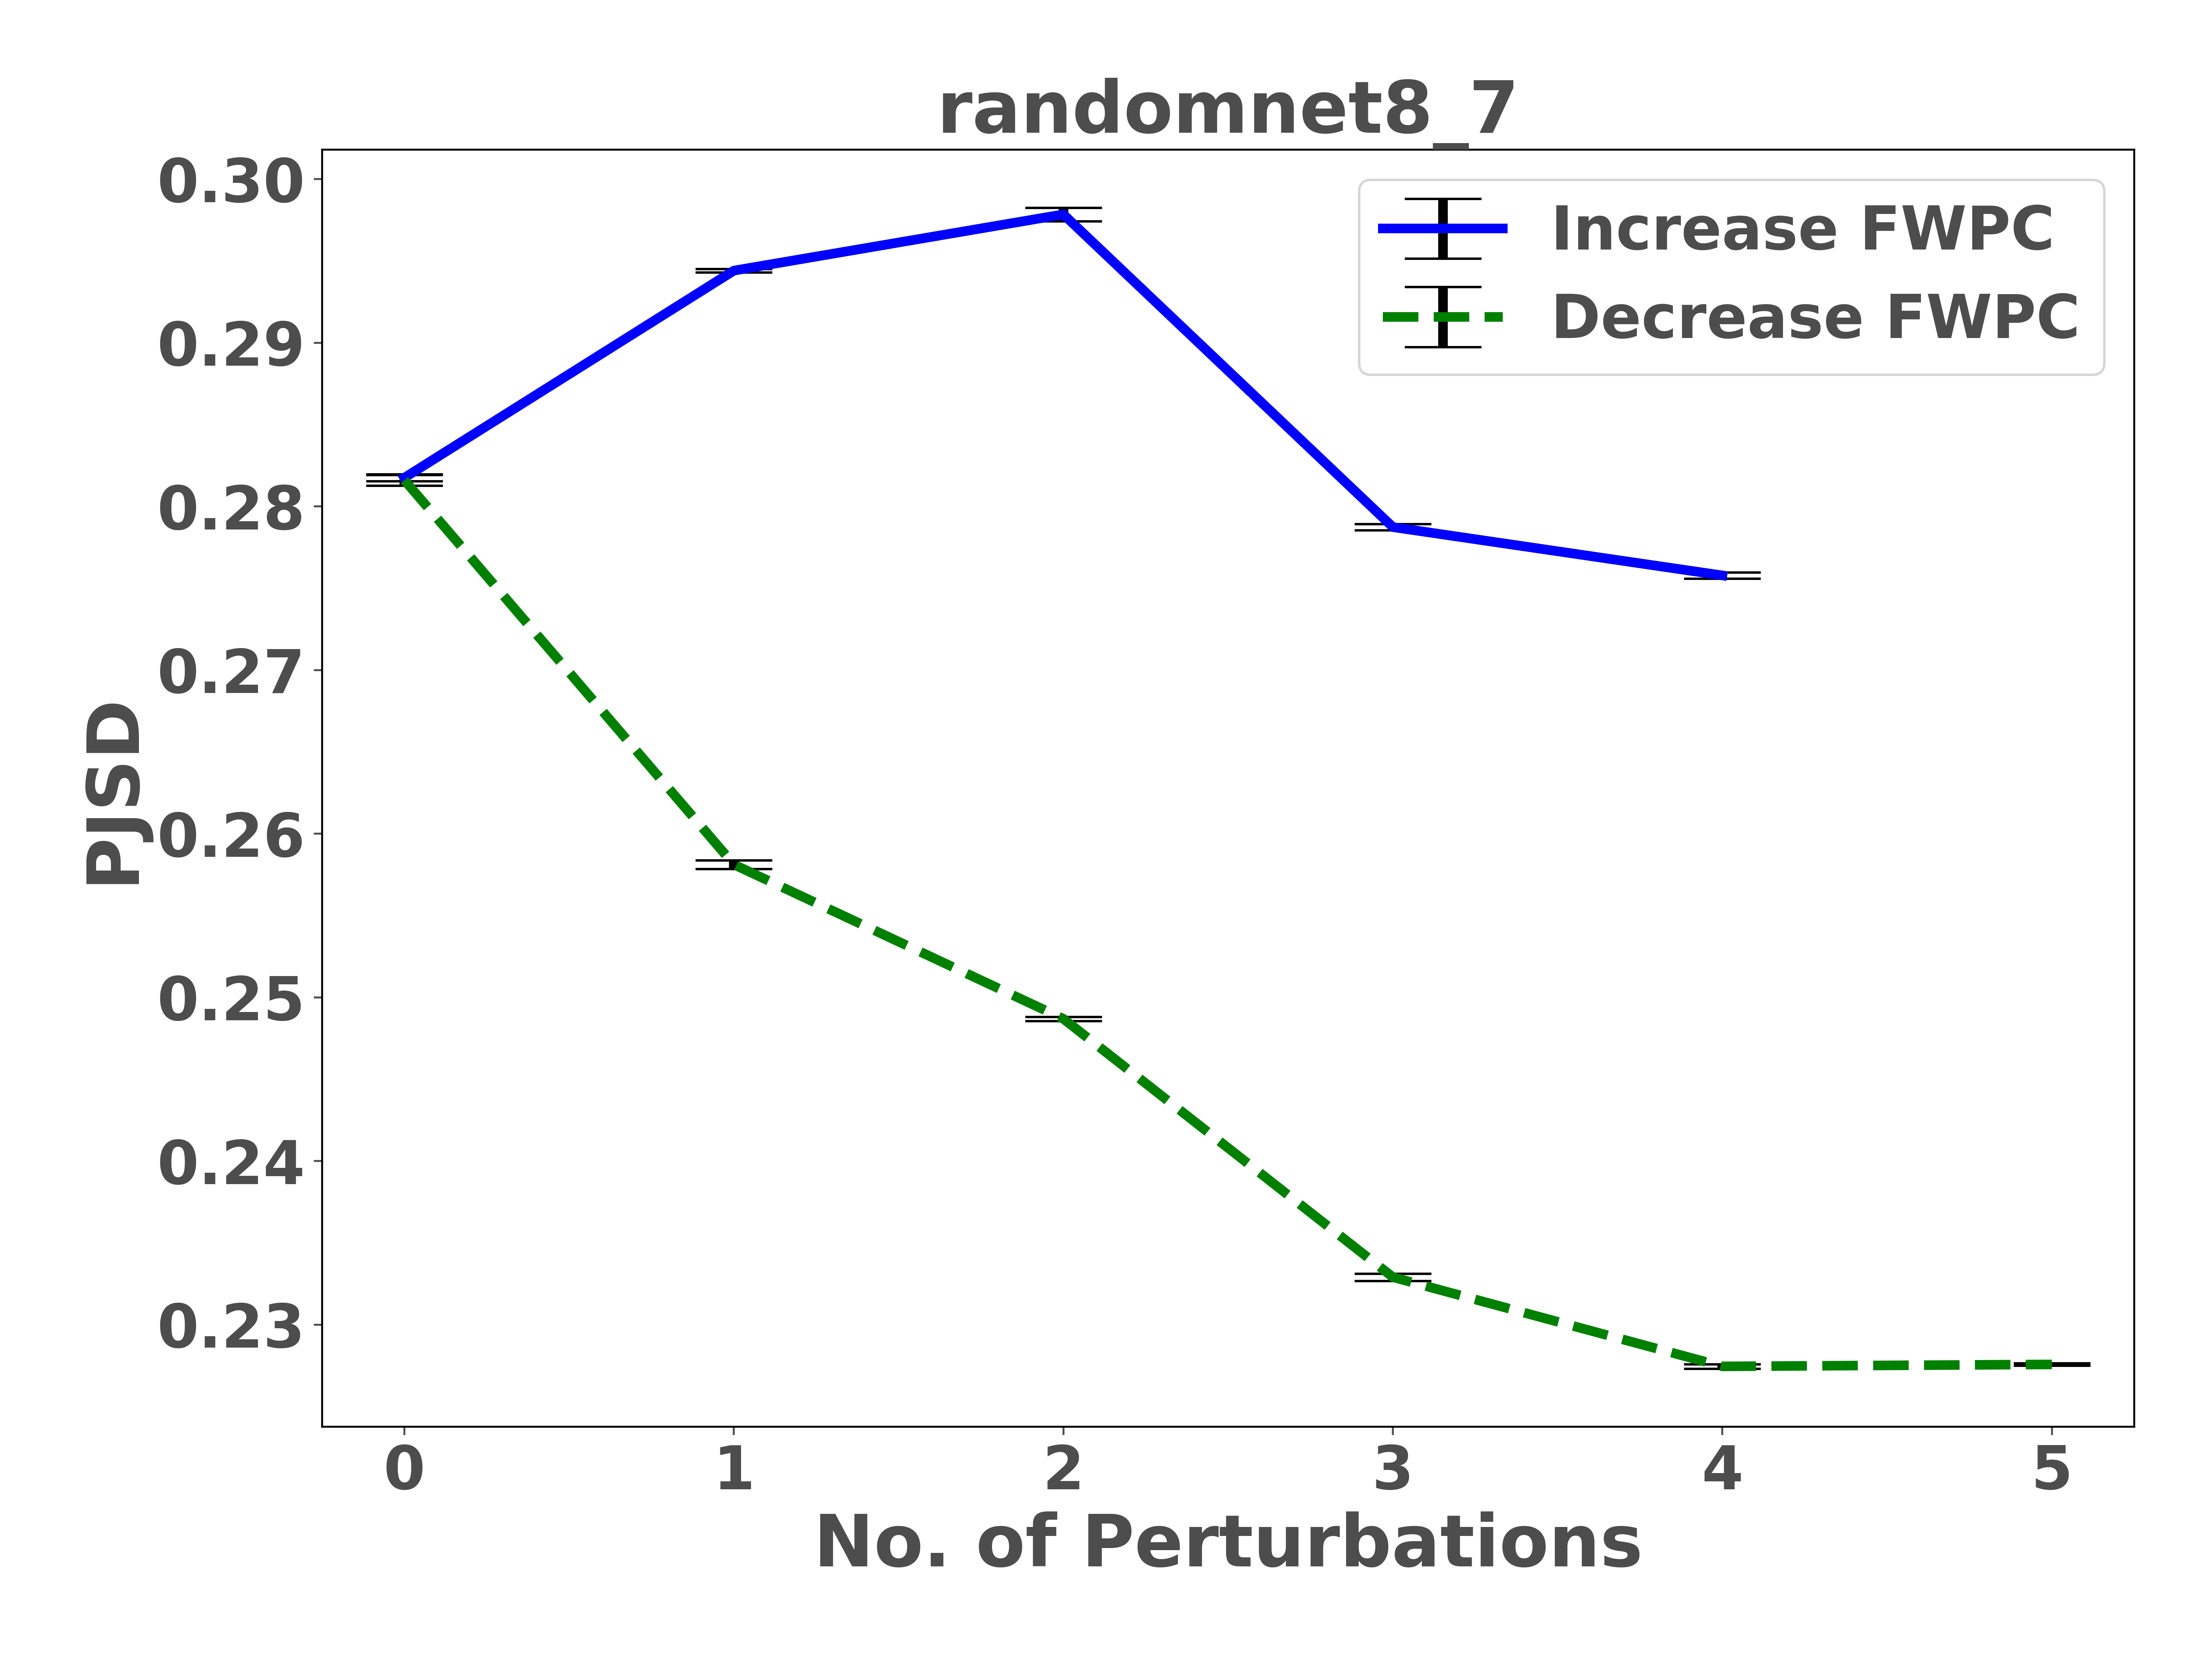 randomnet8_7
Increase FWPC
Decrease FWPC
0.30
0.29
0.28
0.27
0.26
0.25
0.24
0.23
PJSD
0 1 2 3 4 5
No. of Perturbations